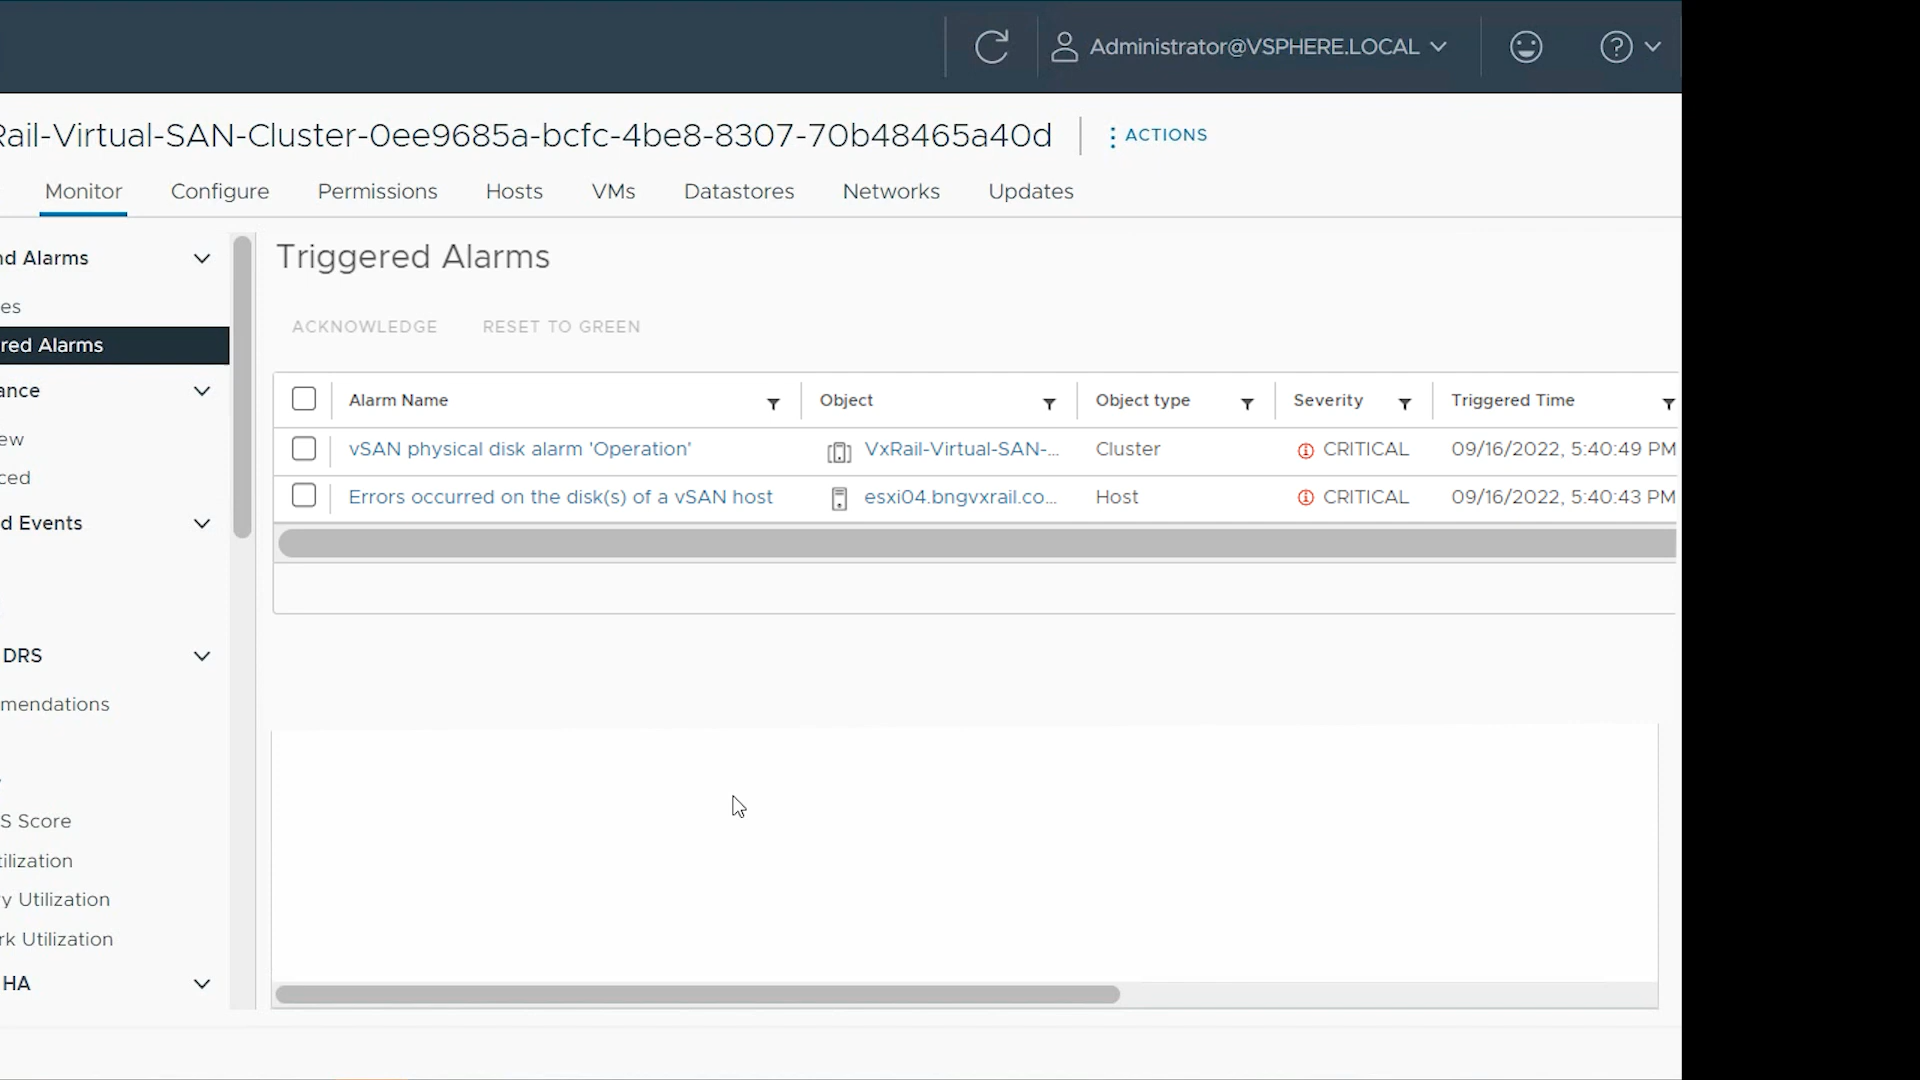 Administrator@VSPHERE.LOCAL
Rail-Virtual-SAN-Cluster-0ee9685a-bcfc-4be8-8307-70b48465a40d
ACTIONS
Monitor Configure Permissions Hosts VMs Datastores Networks Updates
nd Alarms
es
red Alarms
ance
ew
ced
d Events
DRS
mendations
S Score
tilization
y Utilization
rk Utilization
HA
Triggered Alarms
ACKNOWLEDGE RESET TO GREEN
Alarm Name Object Object type Severity Triggered Time
vSAN physical disk alarm 'Operation' VxRail-Virtual-SAN-... Cluster CRITICAL 09/16/2022, 5:40:49 PM
Errors occurred on the disk(s) of a vSAN host esxi04.bngvxrail.co... Host CRITICAL 09/16/2022, 5:40:43 PM